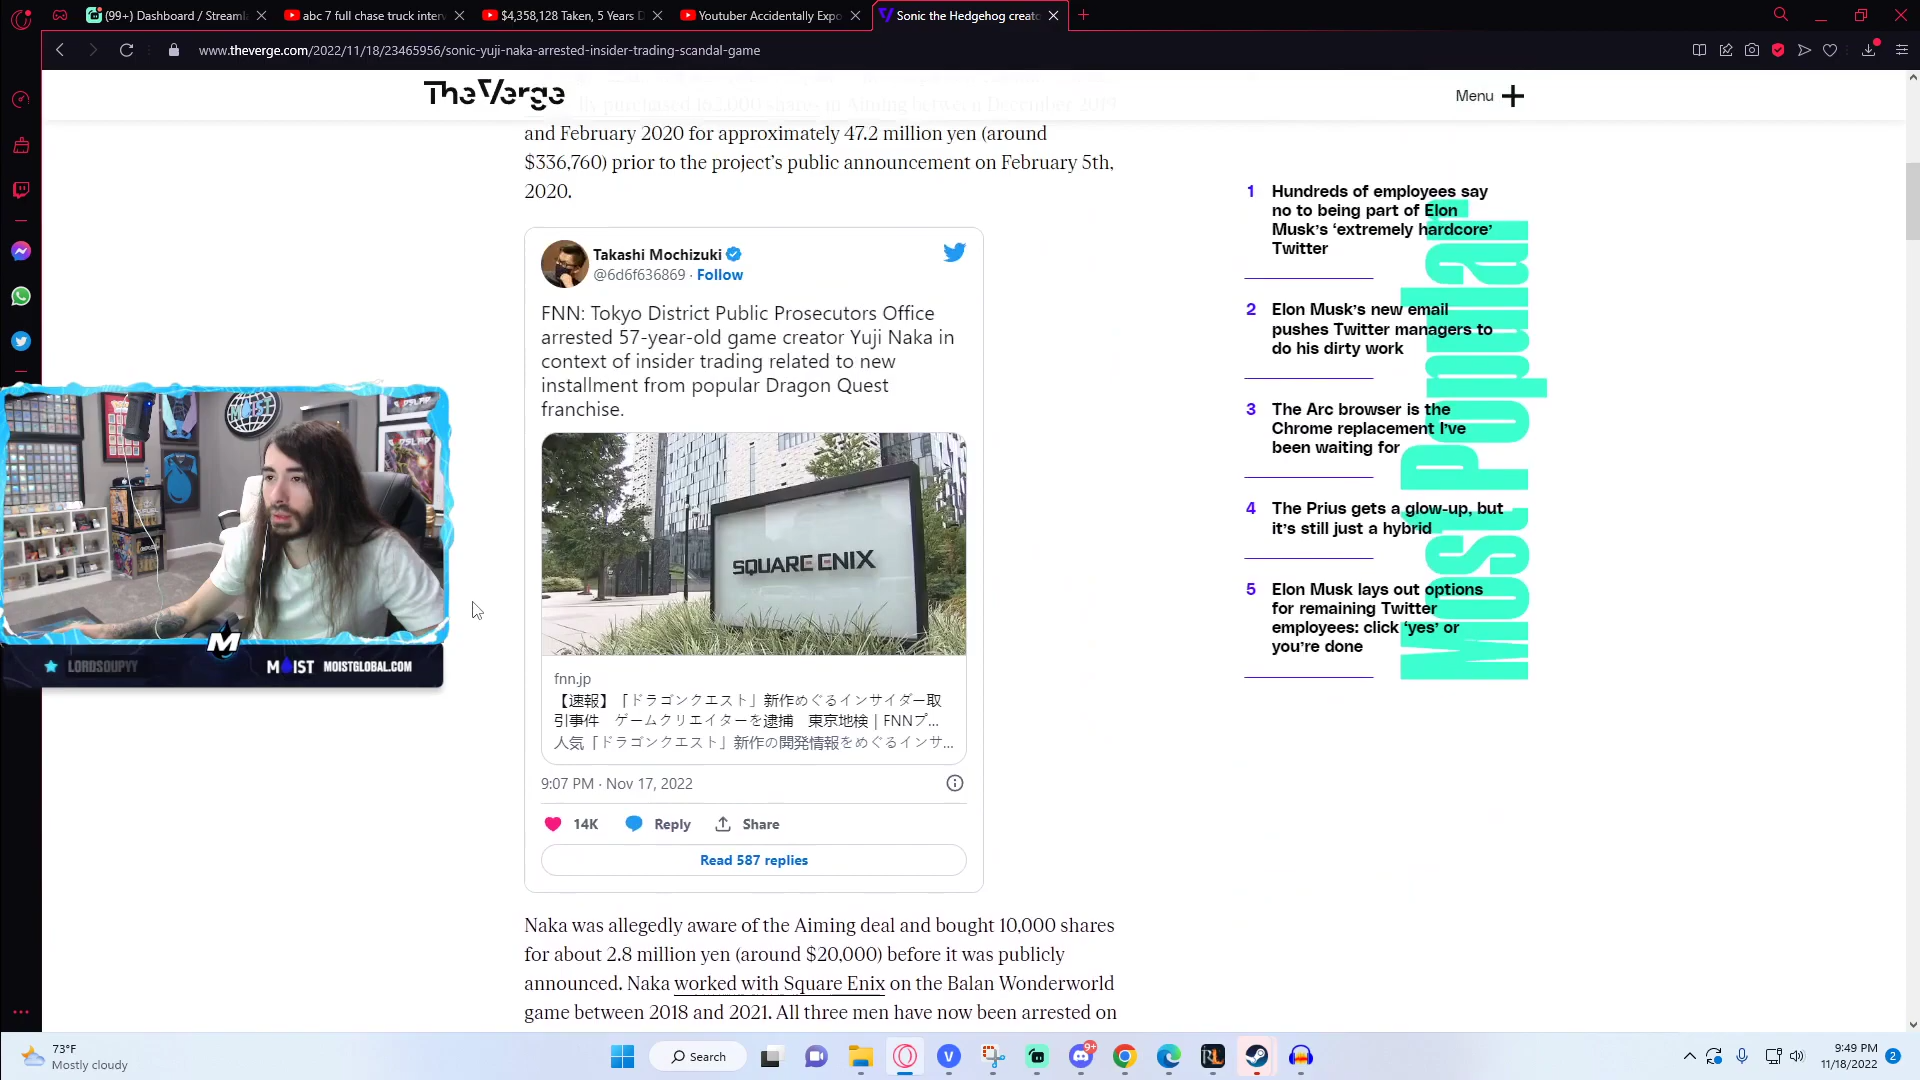 (99+) Dashboard / Streaml
abc 7 full chase truck interv
$4,358,128 Taken, 5 Years D
Youtuber Accidentally Expo
Sonic the Hedgehog creato
www.theverge.com/2022/11/18/23465956/sonic-yuji-naka-arrested-insider-trading-scandal-game
The Verge
Menu
purchased 162,000 shares in Aiming between December 2019
and February 2020 for approximately 47.2 million yen (around
$336,760) prior to the project’s public announcement on February 5th,
2020.
Takashi Mochizuki
@6d6f636869 · Follow
FNN: Tokyo District Public Prosecutors Office
arrested 57-year-old game creator Yuji Naka in
context of insider trading related to new
installment from popular Dragon Quest
franchise.
SQUARE ENIX
fnn.jp
【速報】「ドラゴンクエスト」新作めぐるインサイダー取
引事件 ゲームクリエイターを逮捕 東京地検 | FNNプ...
人気「ドラゴンクエスト」新作の開発情報をめぐるインサ...
9:07 PM · Nov 17, 2022
14K
Reply
Share
Read 587 replies
Naka was allegedly aware of the Aiming deal and bought 10,000 shares
for about 2.8 million yen (around $20,000) before it was publicly
announced. Naka worked with Square Enix on the Balan Wonderworld
game between 2018 and 2021. All three men have now been arrested on
Most Popular
1 Hundreds of employees say
no to being part of Elon
Musk’s ‘extremely hardcore’
Twitter
2 Elon Musk’s new email
pushes Twitter managers to
do his dirty work
3 The Arc browser is the
Chrome replacement I’ve
been waiting for
4 The Prius gets a glow-up, but
it’s still just a hybrid
5 Elon Musk lays out options
for remaining Twitter
employees: click ‘yes’ or
you’re done
MOIST
GODSLAP
M
LORDSOUPYY
MOIST MOISTGLOBAL.COM
73°F
Mostly cloudy
Search
9+
9:49 PM
11/18/2022
2